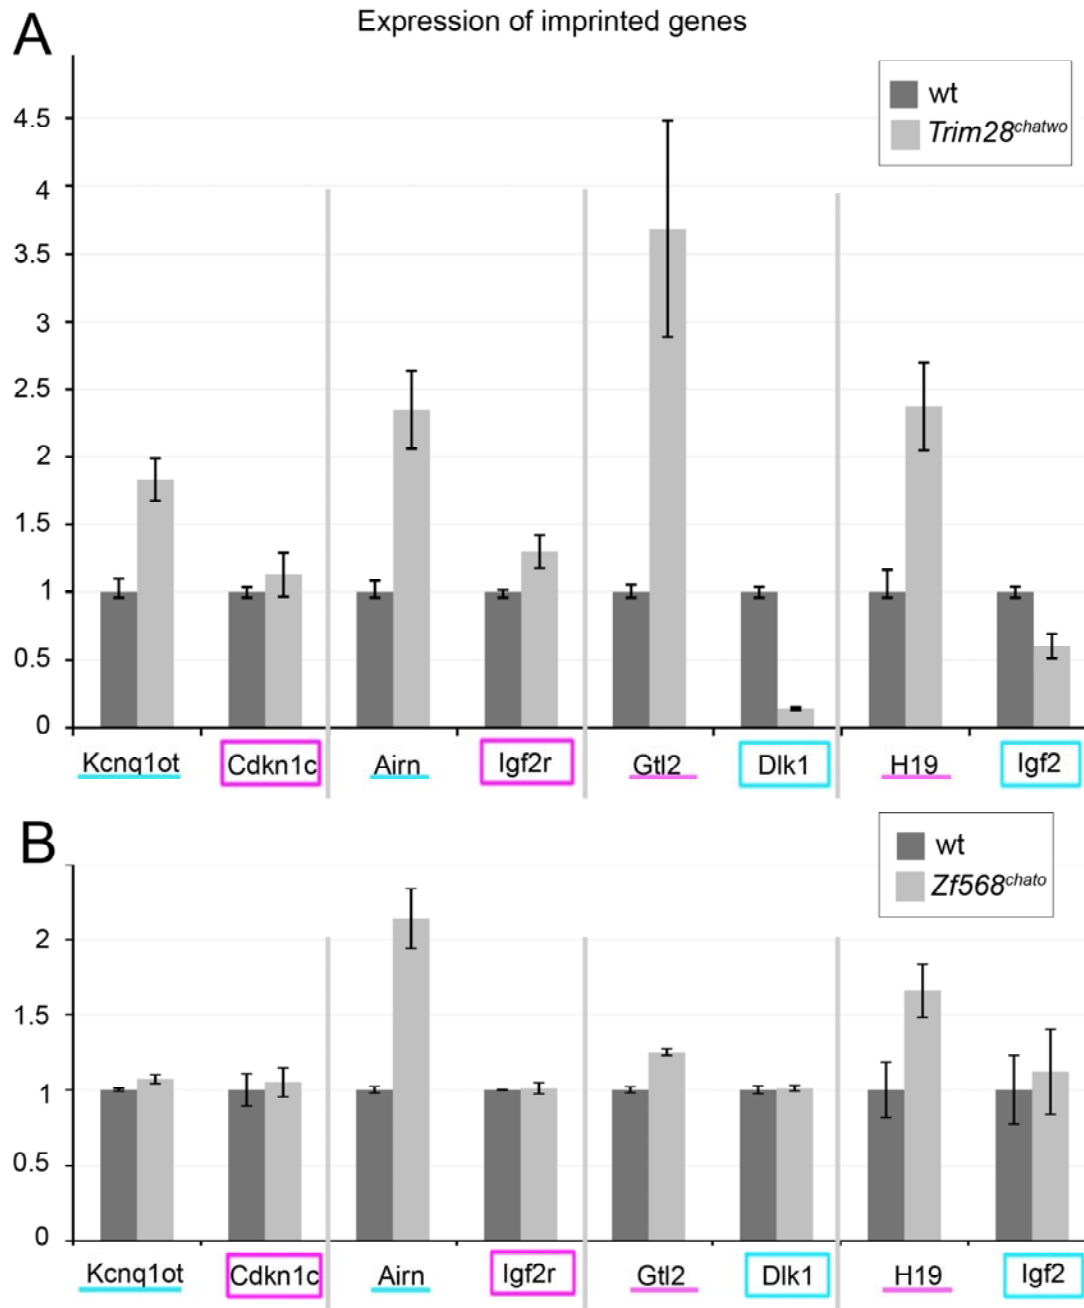 A
Expression of imprinted genes
wt
Trim28chatwo
4.5
4
3.5
3
2.5
2
1.5
1
0.5
0
Kcnq1ot Cdkn1c Airn Igf2r Gtl2 Dlk1 H19 Igf2
B
wt
Zf568chato
2
1.5
1
0.5
0
Kcnq1ot Cdkn1c Airn Igf2r Gtl2 Dlk1 H19 Igf2